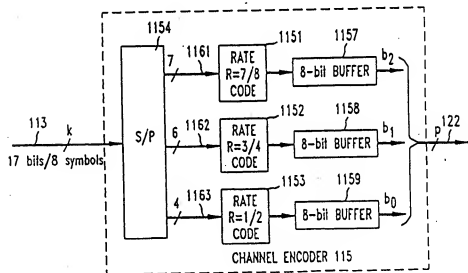 1154
7
1161
1151
RATE
R=7/8
CODE
1157
8-bit BUFFER
b2
113
k
17 bits/8 symbols
S/P
6
1162
1152
RATE
R=3/4
CODE
1158
8-bit BUFFER
b1
p
122
4
1163
1153
RATE
R=1/2
CODE
1159
8-bit BUFFER
b0
CHANNEL ENCODER 115